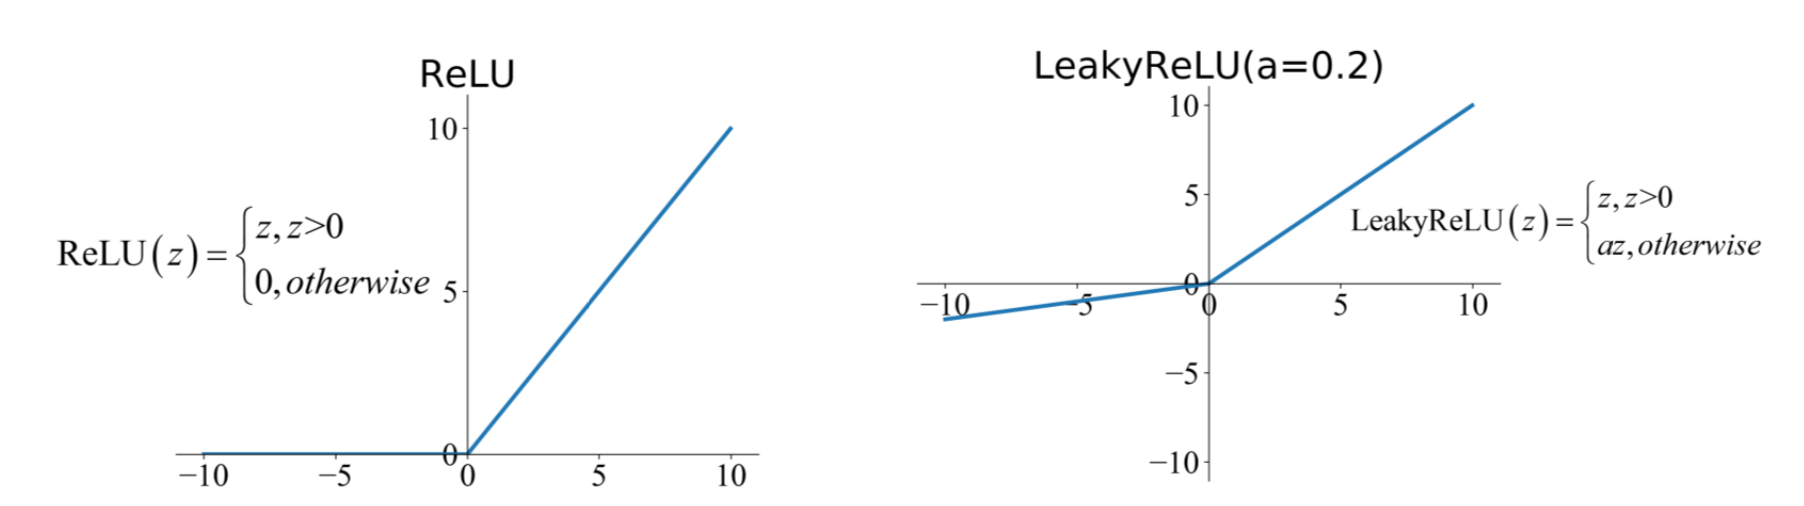 ReLU
10
ReLU(z)= {z,z>0
0,otherwise
5
0
−10 −5 0 5 10
LeakyReLU(a=0.2)
10
5
LeakyReLU(z)= {z,z>0
az,otherwise
0
−10 −5 0 5 10
−5
−10